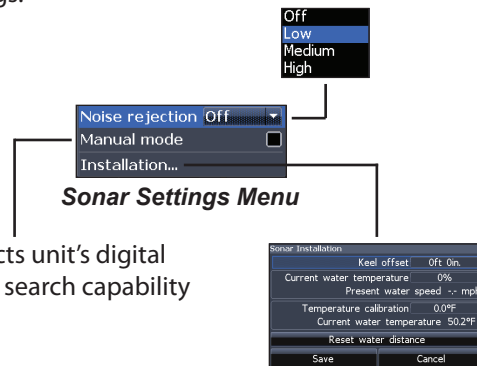 Off
Low
Medium
High
Noise rejection Off
Manual mode
Installation...
Sonar Settings Menu
unit's digital
search capability
Sonar Installation
Keel offset 0ft 0in.
Current water temperature 0%
Present water speed -.- mph
Temperature calibration 0.0°F
Current water temperature 50.2°F
Reset water distance
Save Cancel